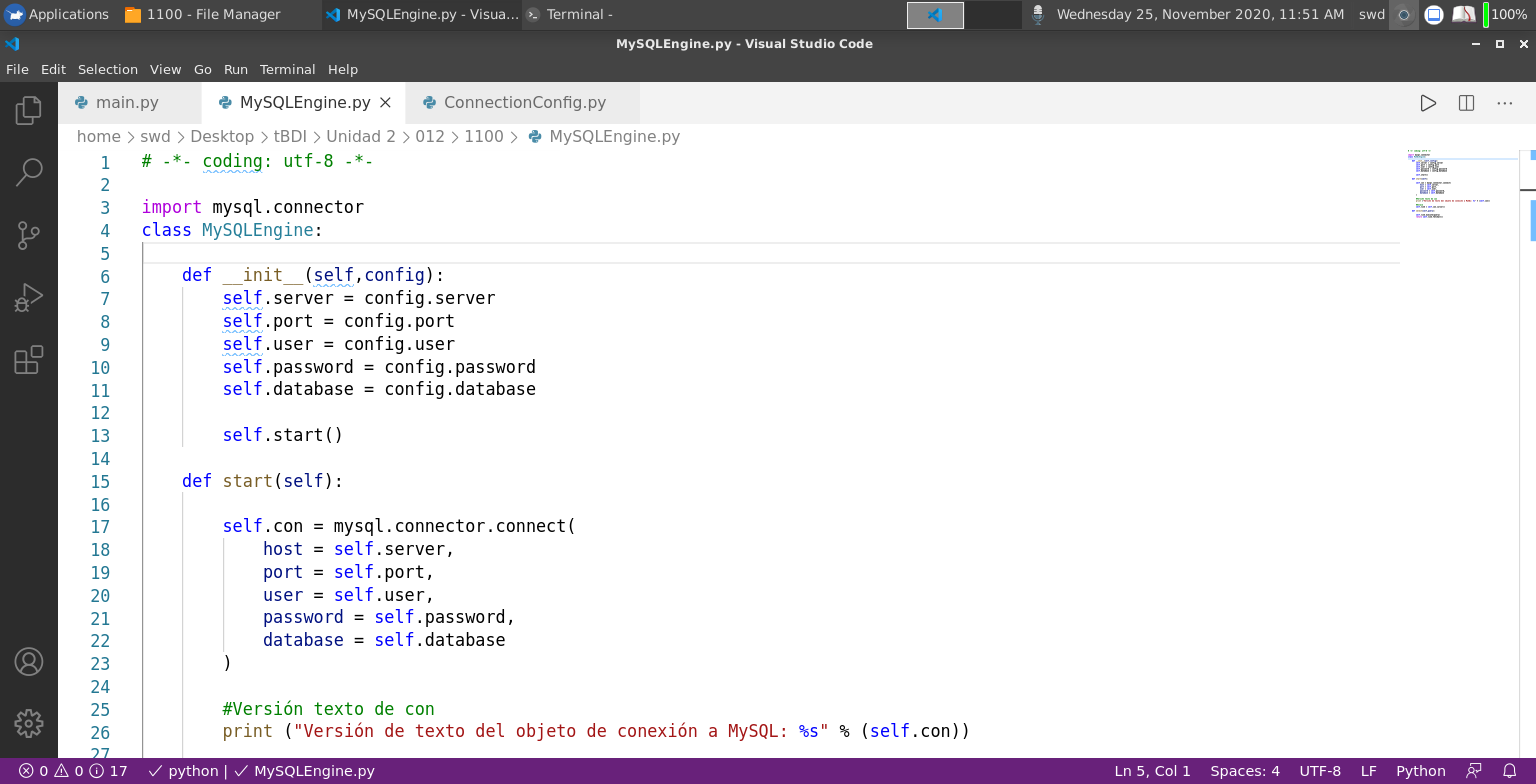 Applications 1100 - File Manager MySQLEngine.py - Visua... Terminal - Wednesday 25, November 2020, 11:51 AM swd 100%
MySQLEngine.py - Visual Studio Code
File Edit Selection View Go Run Terminal Help
main.py MySQLEngine.py ConnectionConfig.py
home > swd > Desktop > tBDI > Unidad 2 > 012 > 1100 > MySQLEngine.py
1 # -*- coding: utf-8 -*-
2
3 import mysql.connector
4 class MySQLEngine:
5
6     def __init__(self,config):
7         self.server = config.server
8         self.port = config.port
9         self.user = config.user
10         self.password = config.password
11         self.database = config.database
12
13         self.start()
14
15     def start(self):
16
17         self.con = mysql.connector.connect(
18             host = self.server,
19             port = self.port,
20             user = self.user,
21             password = self.password,
22             database = self.database
23         )
24
25         #Versión texto de con
26         print ("Versión de texto del objeto de conexión a MySQL: %s" % (self.con))
27
0 0 17 python | MySQLEngine.py Ln 5, Col 1 Spaces: 4 UTF-8 LF Python